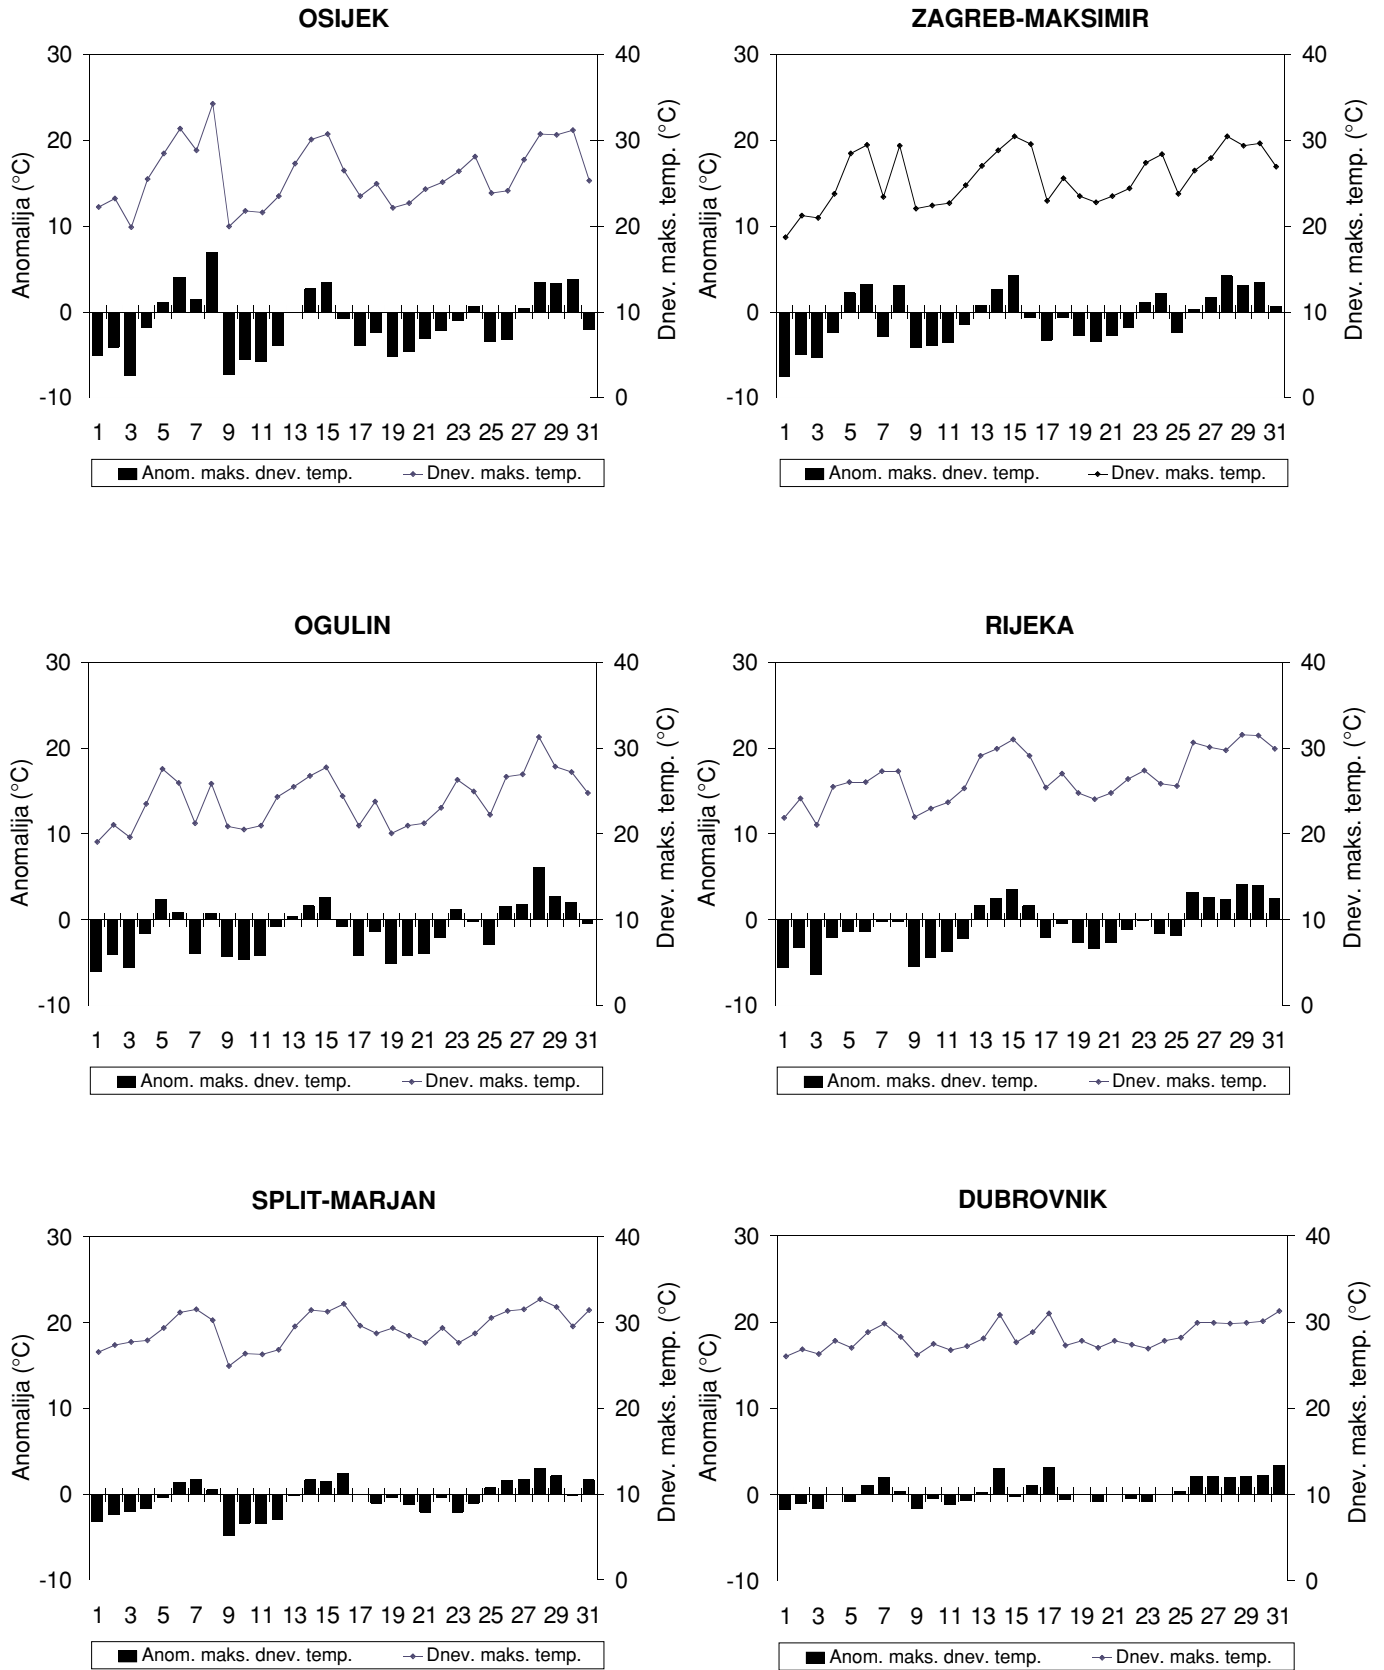 OSIJEK
30 40
20 30
10 20
0 10
-10 0
Anomalija (°C)
Dnev. maks. temp. (°C)
1 3 5 7 9 11 13 15 17 19 21 23 25 27 29 31
Anom. maks. dnev. temp. Dnev. maks. temp.
ZAGREB-MAKSIMIR
30 40
20 30
10 20
0 10
-10 0
Anomalija (°C)
Dnev. maks. temp. (°C)
1 3 5 7 9 11 13 15 17 19 21 23 25 27 29 31
Anom. maks. dnev. temp. Dnev. maks. temp.
OGULIN
30 40
20 30
10 20
0 10
-10 0
Anomalija (°C)
Dnev. maks. temp. (°C)
1 3 5 7 9 11 13 15 17 19 21 23 25 27 29 31
Anom. maks. dnev. temp. Dnev. maks. temp.
RIJEKA
30 40
20 30
10 20
0 10
-10 0
Anomalija (°C)
Dnev. maks. temp. (°C)
1 3 5 7 9 11 13 15 17 19 21 23 25 27 29 31
Anom. maks. dnev. temp. Dnev. maks. temp.
SPLIT-MARJAN
30 40
20 30
10 20
0 10
-10 0
Anomalija (°C)
Dnev. maks. temp. (°C)
1 3 5 7 9 11 13 15 17 19 21 23 25 27 29 31
Anom. maks. dnev. temp. Dnev. maks. temp.
DUBROVNIK
30 40
20 30
10 20
0 10
-10 0
Anomalija (°C)
Dnev. maks. temp. (°C)
1 3 5 7 9 11 13 15 17 19 21 23 25 27 29 31
Anom. maks. dnev. temp. Dnev. maks. temp.